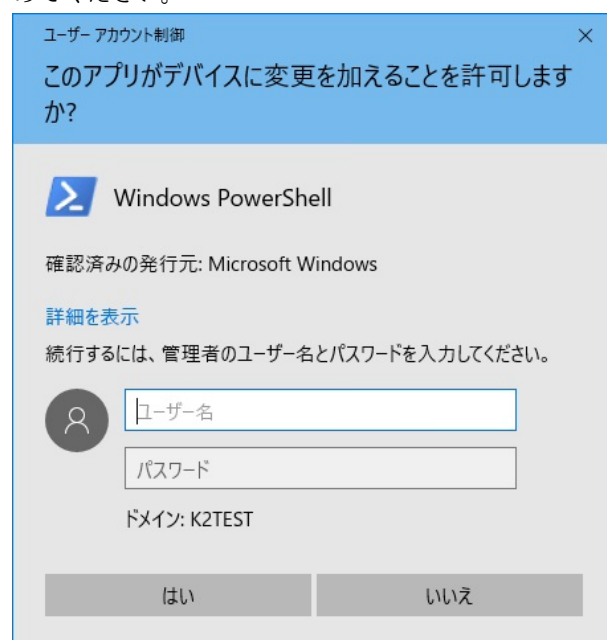 ユーザー アカウント制御
このアプリがデバイスに変更を加えることを許可します
か?
Windows PowerShell
確認済みの発行元: Microsoft Windows
詳細を表示
続行するには、管理者のユーザー名とパスワードを入力してください。
ユーザー名
パスワード
ドメイン: K2TEST
はい
いいえ